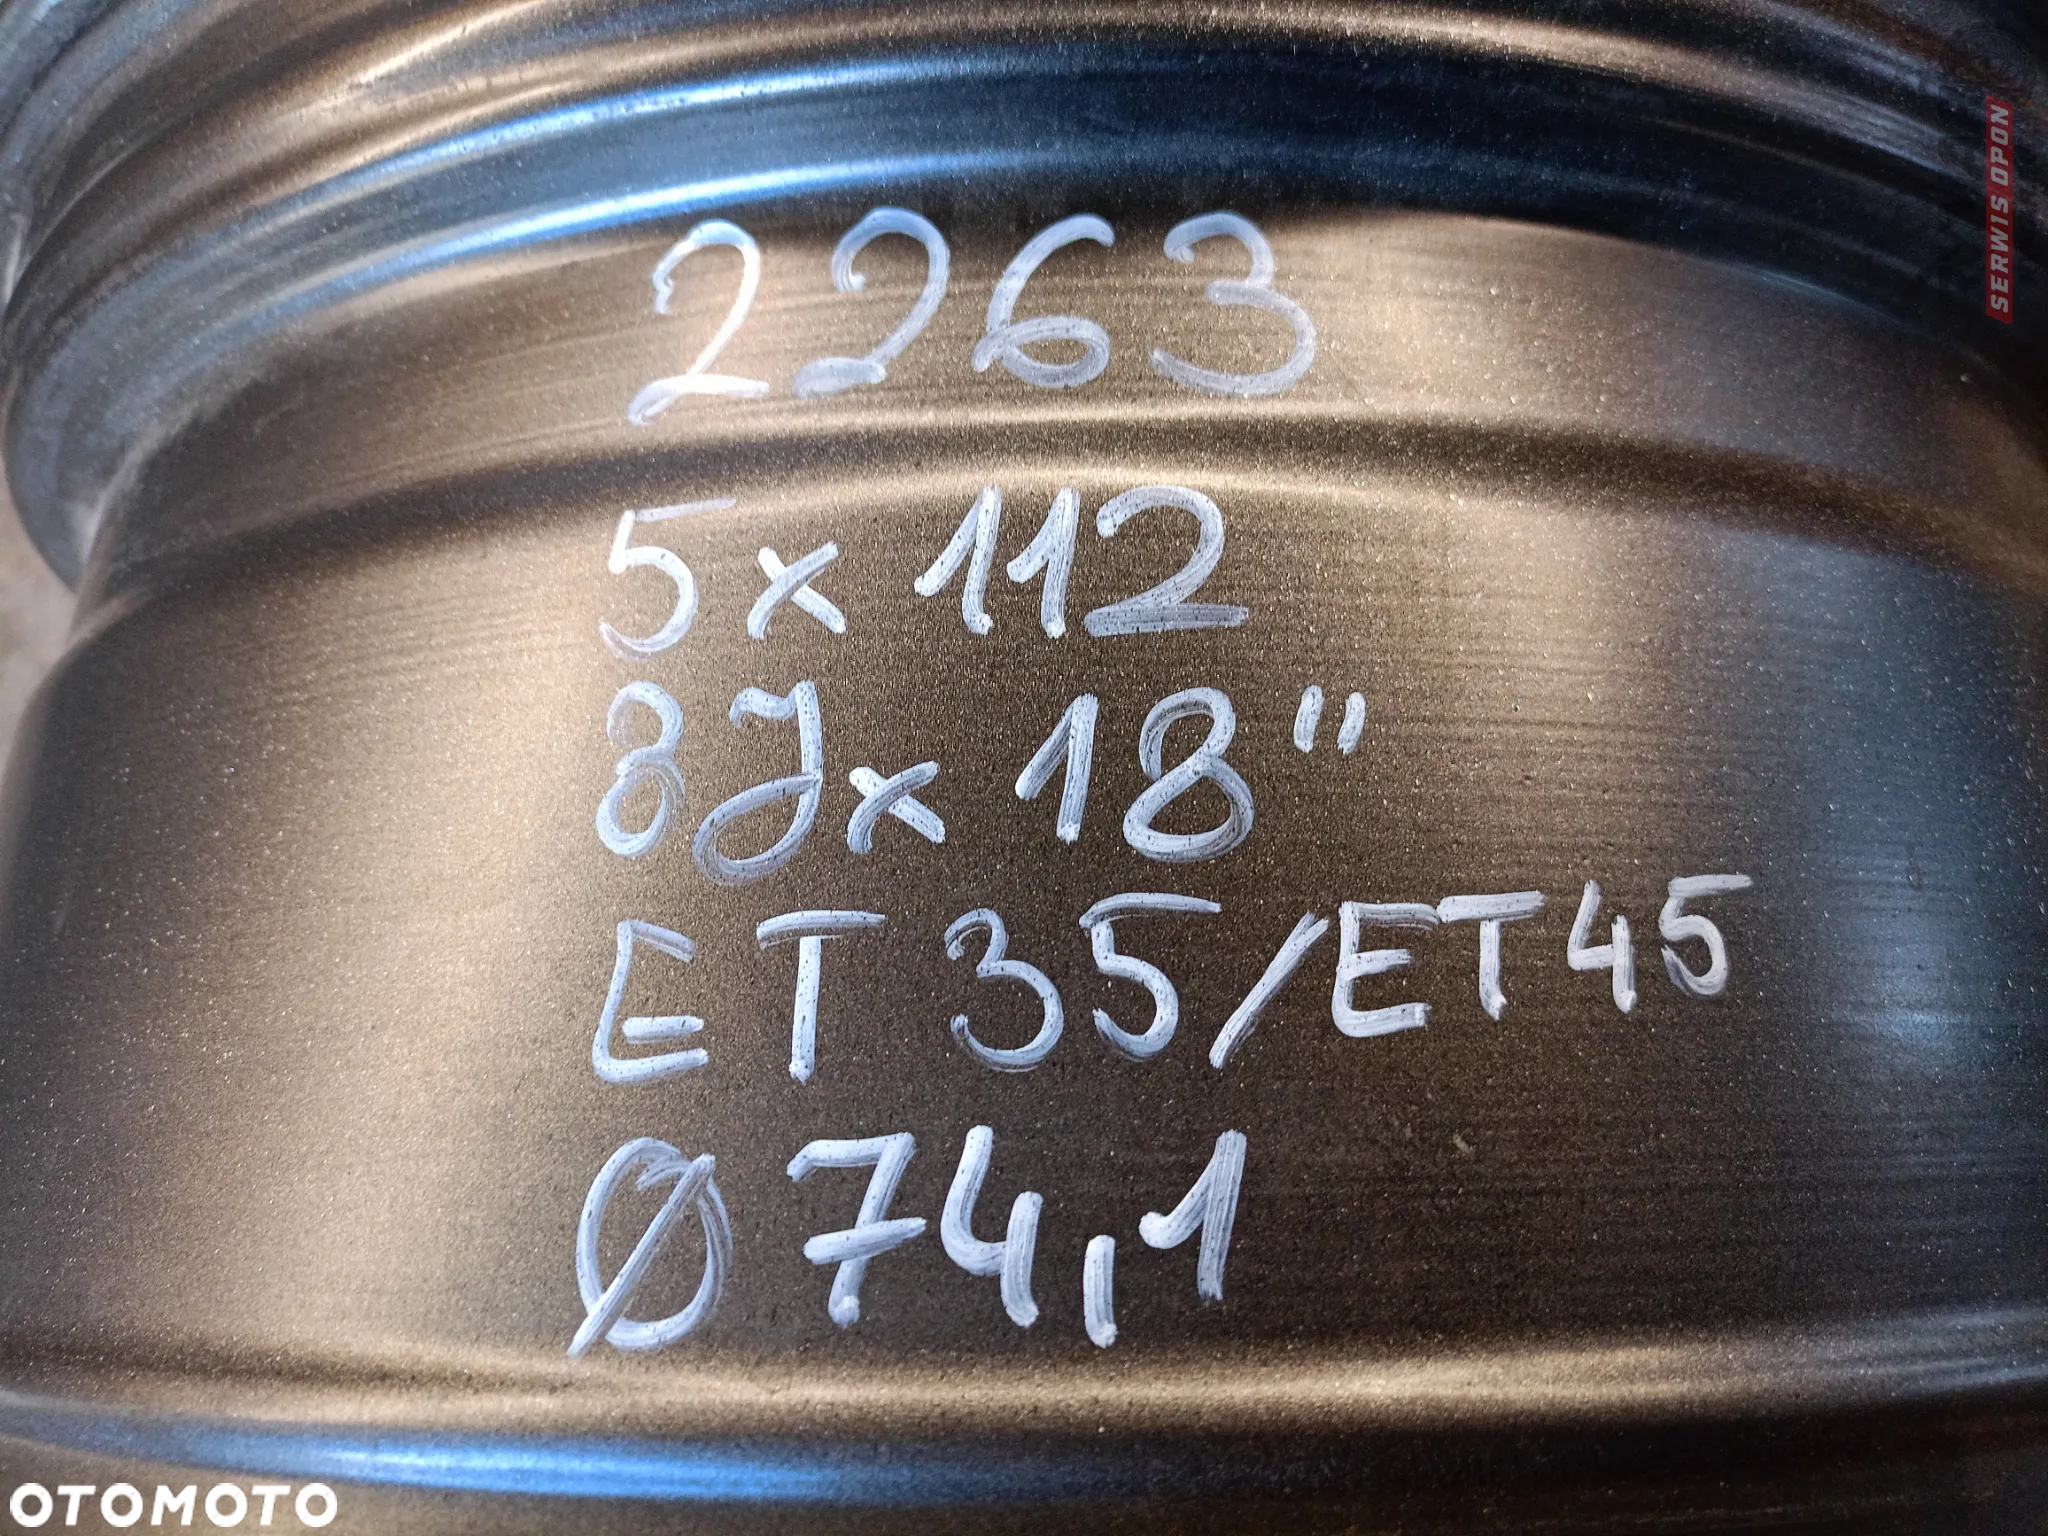 2263
5x112
8Jx18"
ET35/ET45
Ø74,1
SERWIS OPON
OTOMOTO